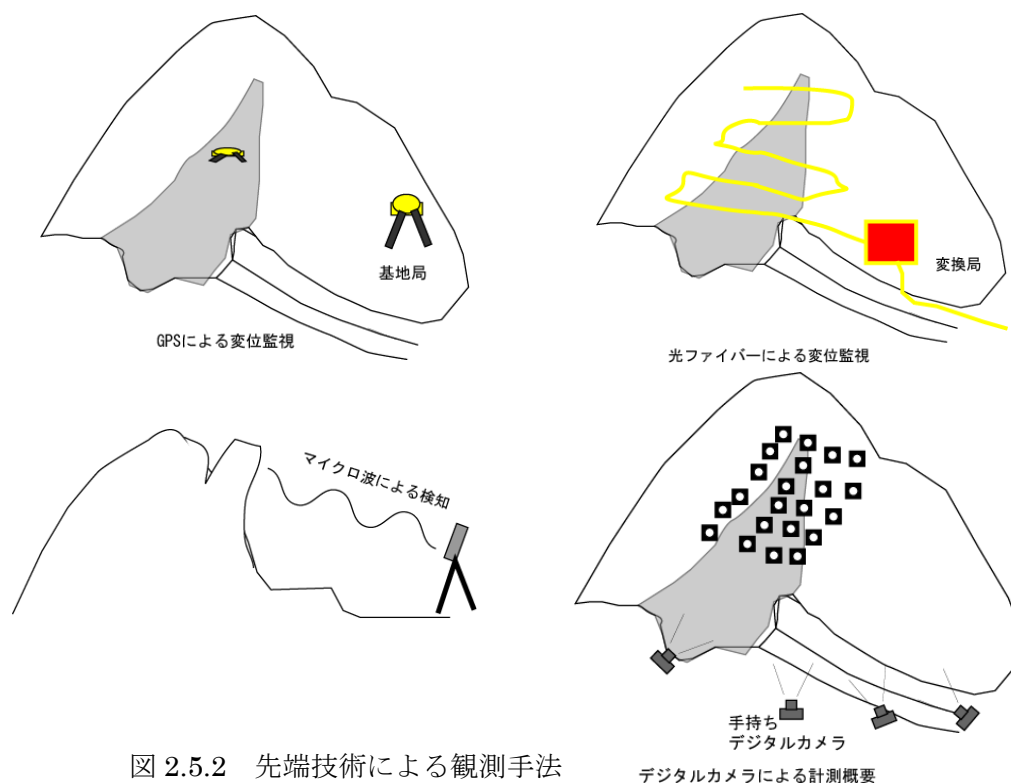 基地局
GPSによる変位監視
変換局
光ファイバーによる変位監視
マイクロ波による検知
手持ち
デジタルカメラ
デジタルカメラによる計測概要
図 2.5.2 先端技術による観測手法